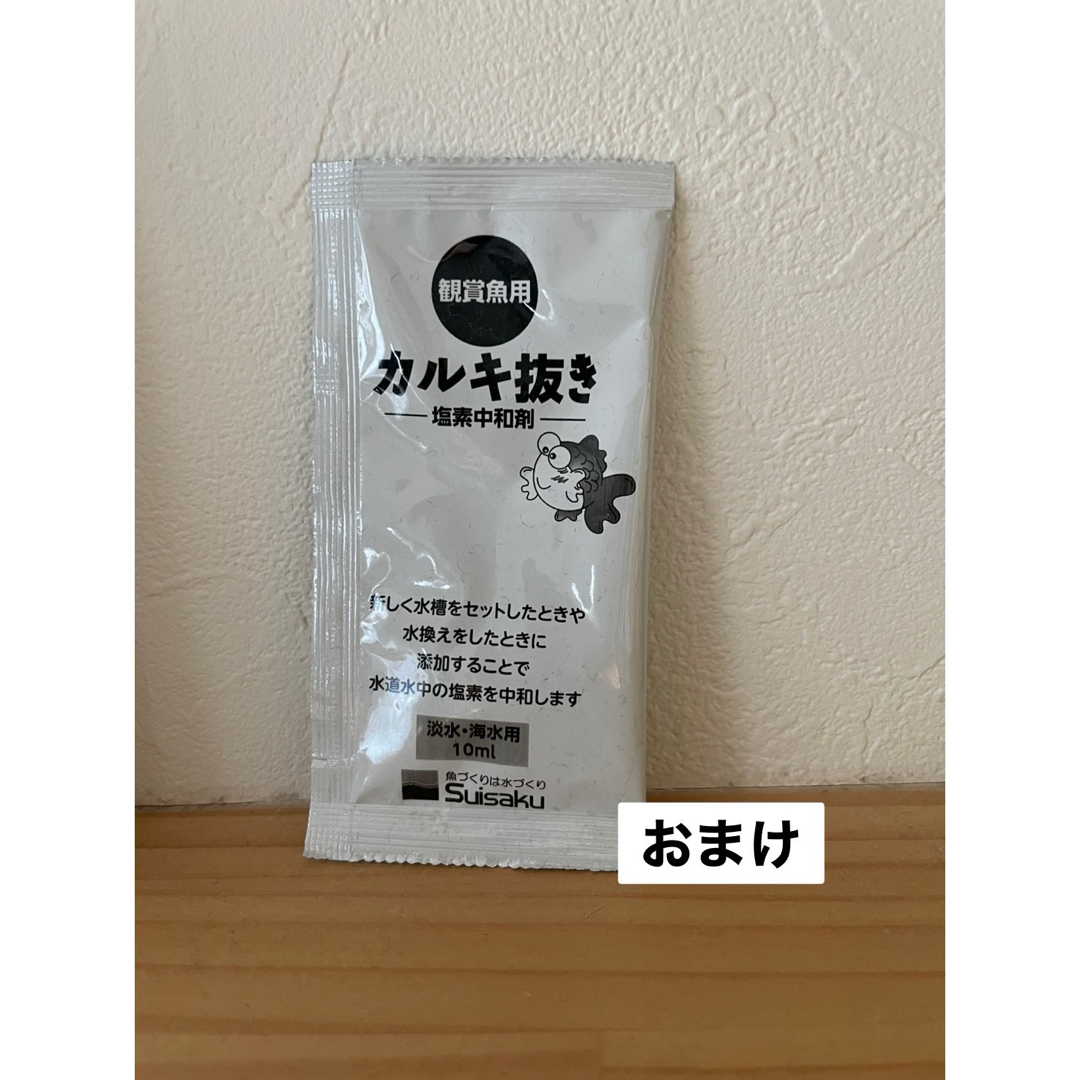 観賞魚用
カルキ抜き
塩素中和剤
新しく水槽をセットしたときや
水換えをしたときに
添加することで
水道水中の塩素を中和します
淡水・海水用
10ml
魚づくりは水づくり
Suisaku
おまけ